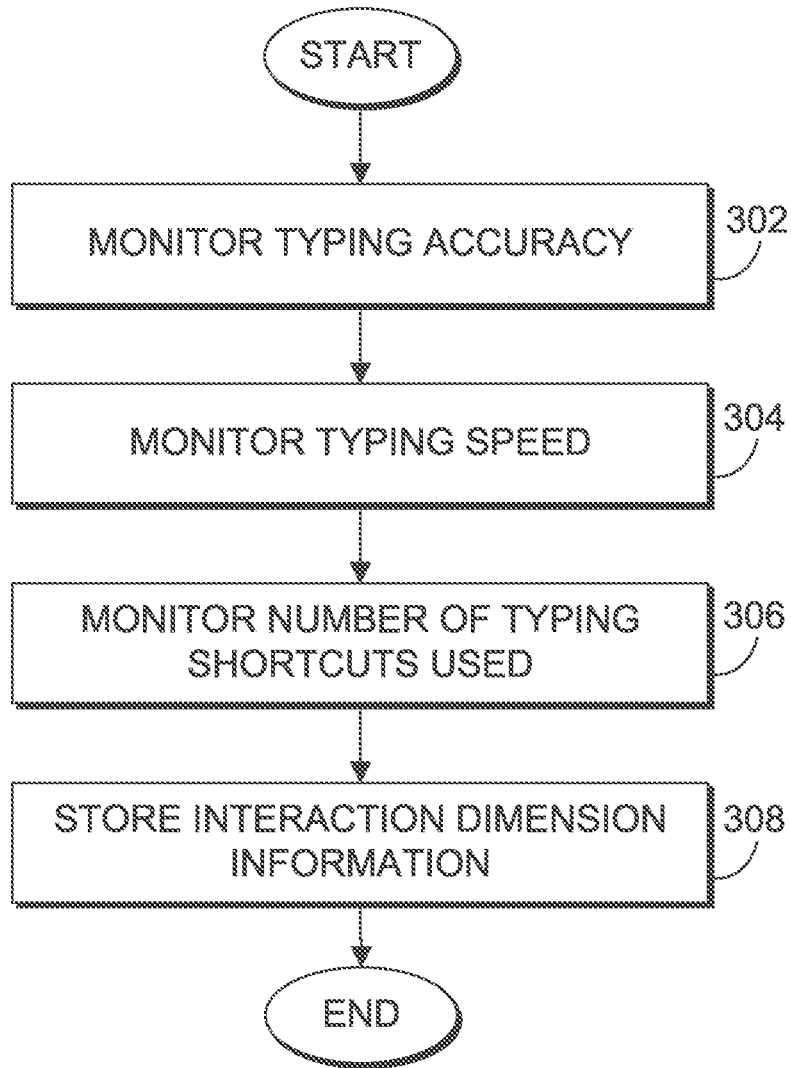 START
MONITOR TYPING ACCURACY
302
MONITOR TYPING SPEED
304
MONITOR NUMBER OF TYPING
SHORTCUTS USED
306
STORE INTERACTION DIMENSION
INFORMATION
308
END